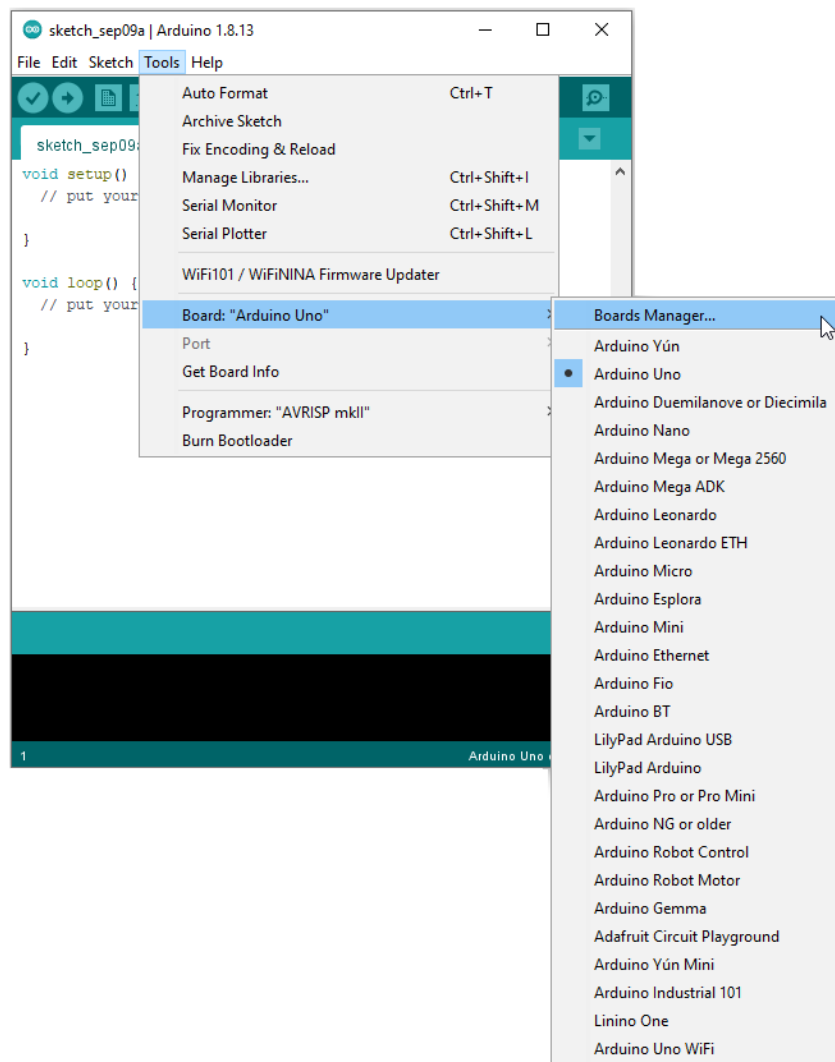 sketch_sep09a | Arduino 1.8.13
File Edit Sketch Tools Help
sketch_sep09a
void setup()
// put your
}
void loop() {
// put your
}
Auto Format Ctrl+T
Archive Sketch
Fix Encoding & Reload
Manage Libraries... Ctrl+Shift+I
Serial Monitor Ctrl+Shift+M
Serial Plotter Ctrl+Shift+L
WiFi101 / WiFiNINA Firmware Updater
Board: "Arduino Uno"
Port
Get Board Info
Programmer: "AVRISP mkII"
Burn Bootloader
Boards Manager...
Arduino Yún
Arduino Uno
Arduino Duemilanove or Diecimila
Arduino Nano
Arduino Mega or Mega 2560
Arduino Mega ADK
Arduino Leonardo
Arduino Leonardo ETH
Arduino Micro
Arduino Esplora
Arduino Mini
Arduino Ethernet
Arduino Fio
Arduino BT
LilyPad Arduino USB
LilyPad Arduino
Arduino Pro or Pro Mini
Arduino NG or older
Arduino Robot Control
Arduino Robot Motor
Arduino Gemma
Adafruit Circuit Playground
Arduino Yún Mini
Arduino Industrial 101
Linino One
Arduino Uno WiFi
1 Arduino Uno